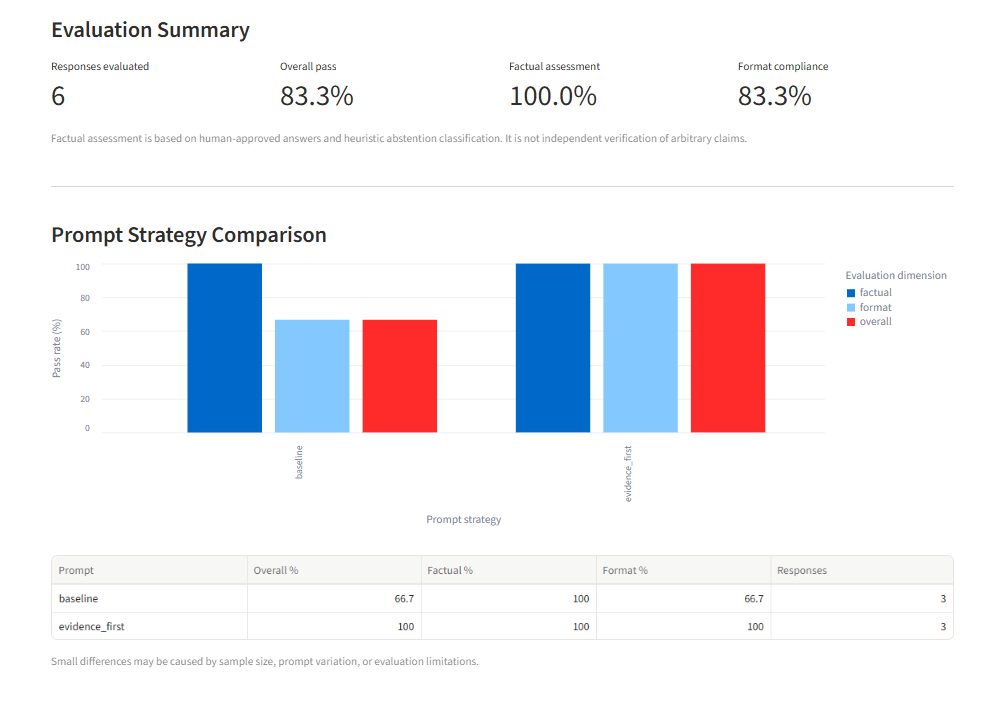 Evaluation Summary
Responses evaluated Overall pass Factual assessment Format compliance
6 83.3% 100.0% 83.3%
Factual assessment is based on human-approved answers and heuristic abstention classification. It is not independent verification of arbitrary claims.
Prompt Strategy Comparison
100
80
60
40
20
0
Pass rate (%)
baseline
evidence_first
Prompt strategy
Evaluation dimension
factual
format
overall
Prompt Overall % Factual % Format % Responses
baseline 66.7 100 66.7 3
evidence_first 100 100 100 3
Small differences may be caused by sample size, prompt variation, or evaluation limitations.